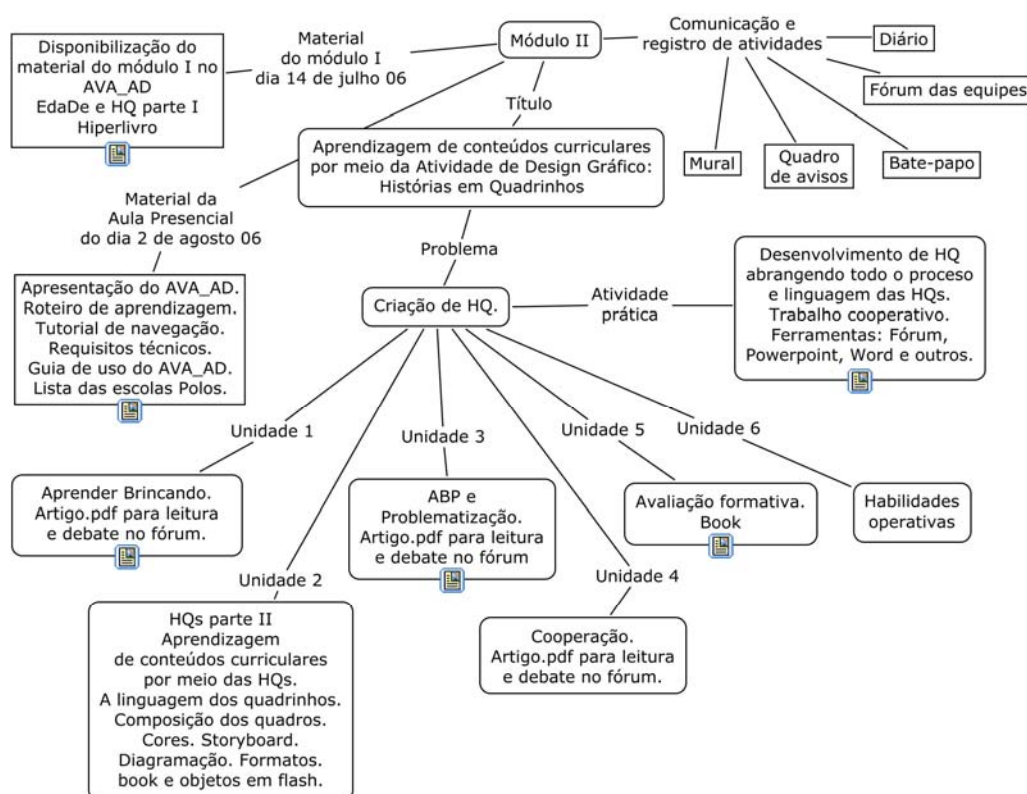 Módulo II
Material
do módulo I
dia 14 de julho 06
Disponibilização do
material do módulo I no
AVA_AD
EdaDe e HQ parte I
Hiperlivro
Comunicação e
registro de atividades
Diário
Fórum das equipes
Bate-papo
Quadro
de avisos
Mural
Título
Aprendizagem de conteúdos curriculares
por meio da Atividade de Design Gráfico:
Histórias em Quadrinhos
Material da
Aula Presencial
do dia 2 de agosto 06
Apresentação do AVA_AD.
Roteiro de aprendizagem.
Tutorial de navegação.
Requisitos técnicos.
Guia de uso do AVA_AD.
Lista das escolas Polos.
Problema
Criação de HQ.
Atividade
prática
Desenvolvimento de HQ
abrangendo todo o processo
e linguagem das HQs.
Trabalho cooperativo.
Ferramentas: Fórum,
Powerpoint, Word e outros.
Unidade 1
Aprender Brincando.
Artigo.pdf para leitura
e debate no fórum.
Unidade 2
HQs parte II
Aprendizagem
de conteúdos curriculares
por meio das HQs.
A linguagem dos quadrinhos.
Composição dos quadros.
Cores. Storyboard.
Diagramação. Formatos.
book e objetos em flash.
Unidade 3
ABP e
Problematização.
Artigo.pdf para leitura
e debate no fórum
Unidade 4
Cooperação.
Artigo.pdf para leitura
e debate no fórum.
Unidade 5
Avaliação formativa.
Book
Unidade 6
Habilidades
operativas